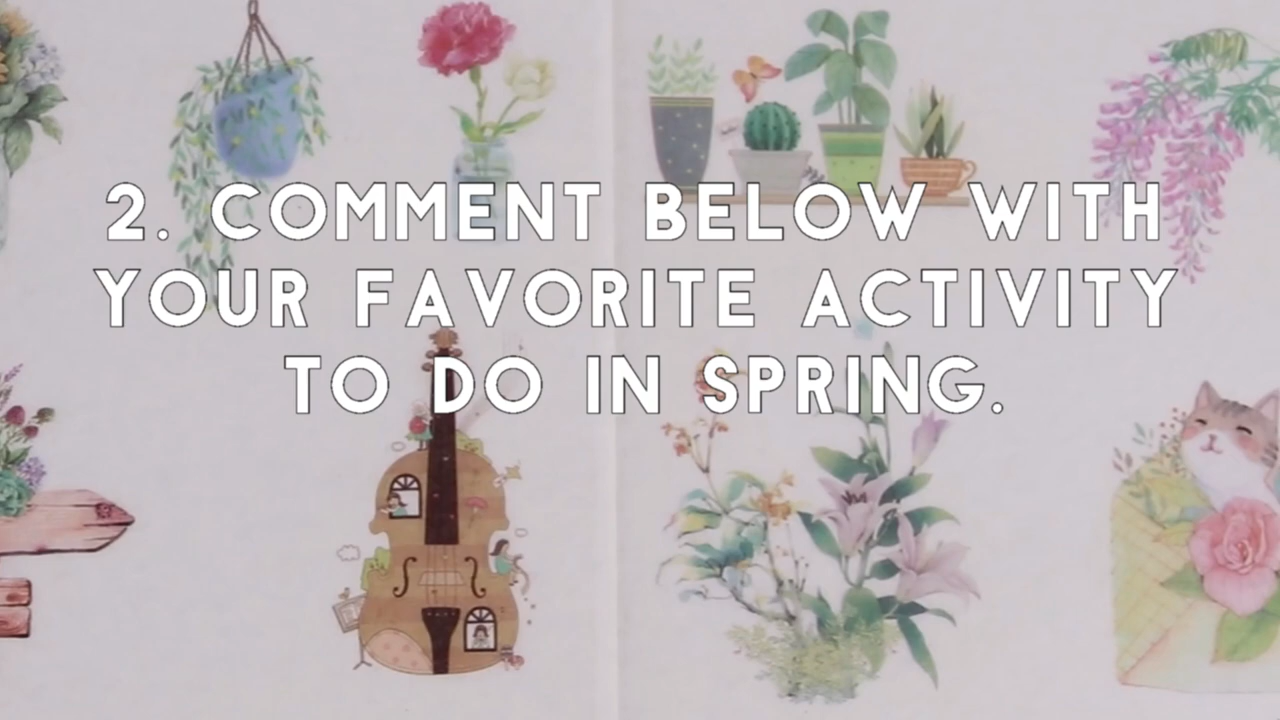 2. COMMENT BELOW WITH
YOUR FAVORITE ACTIVITY
TO DO IN SPRING.